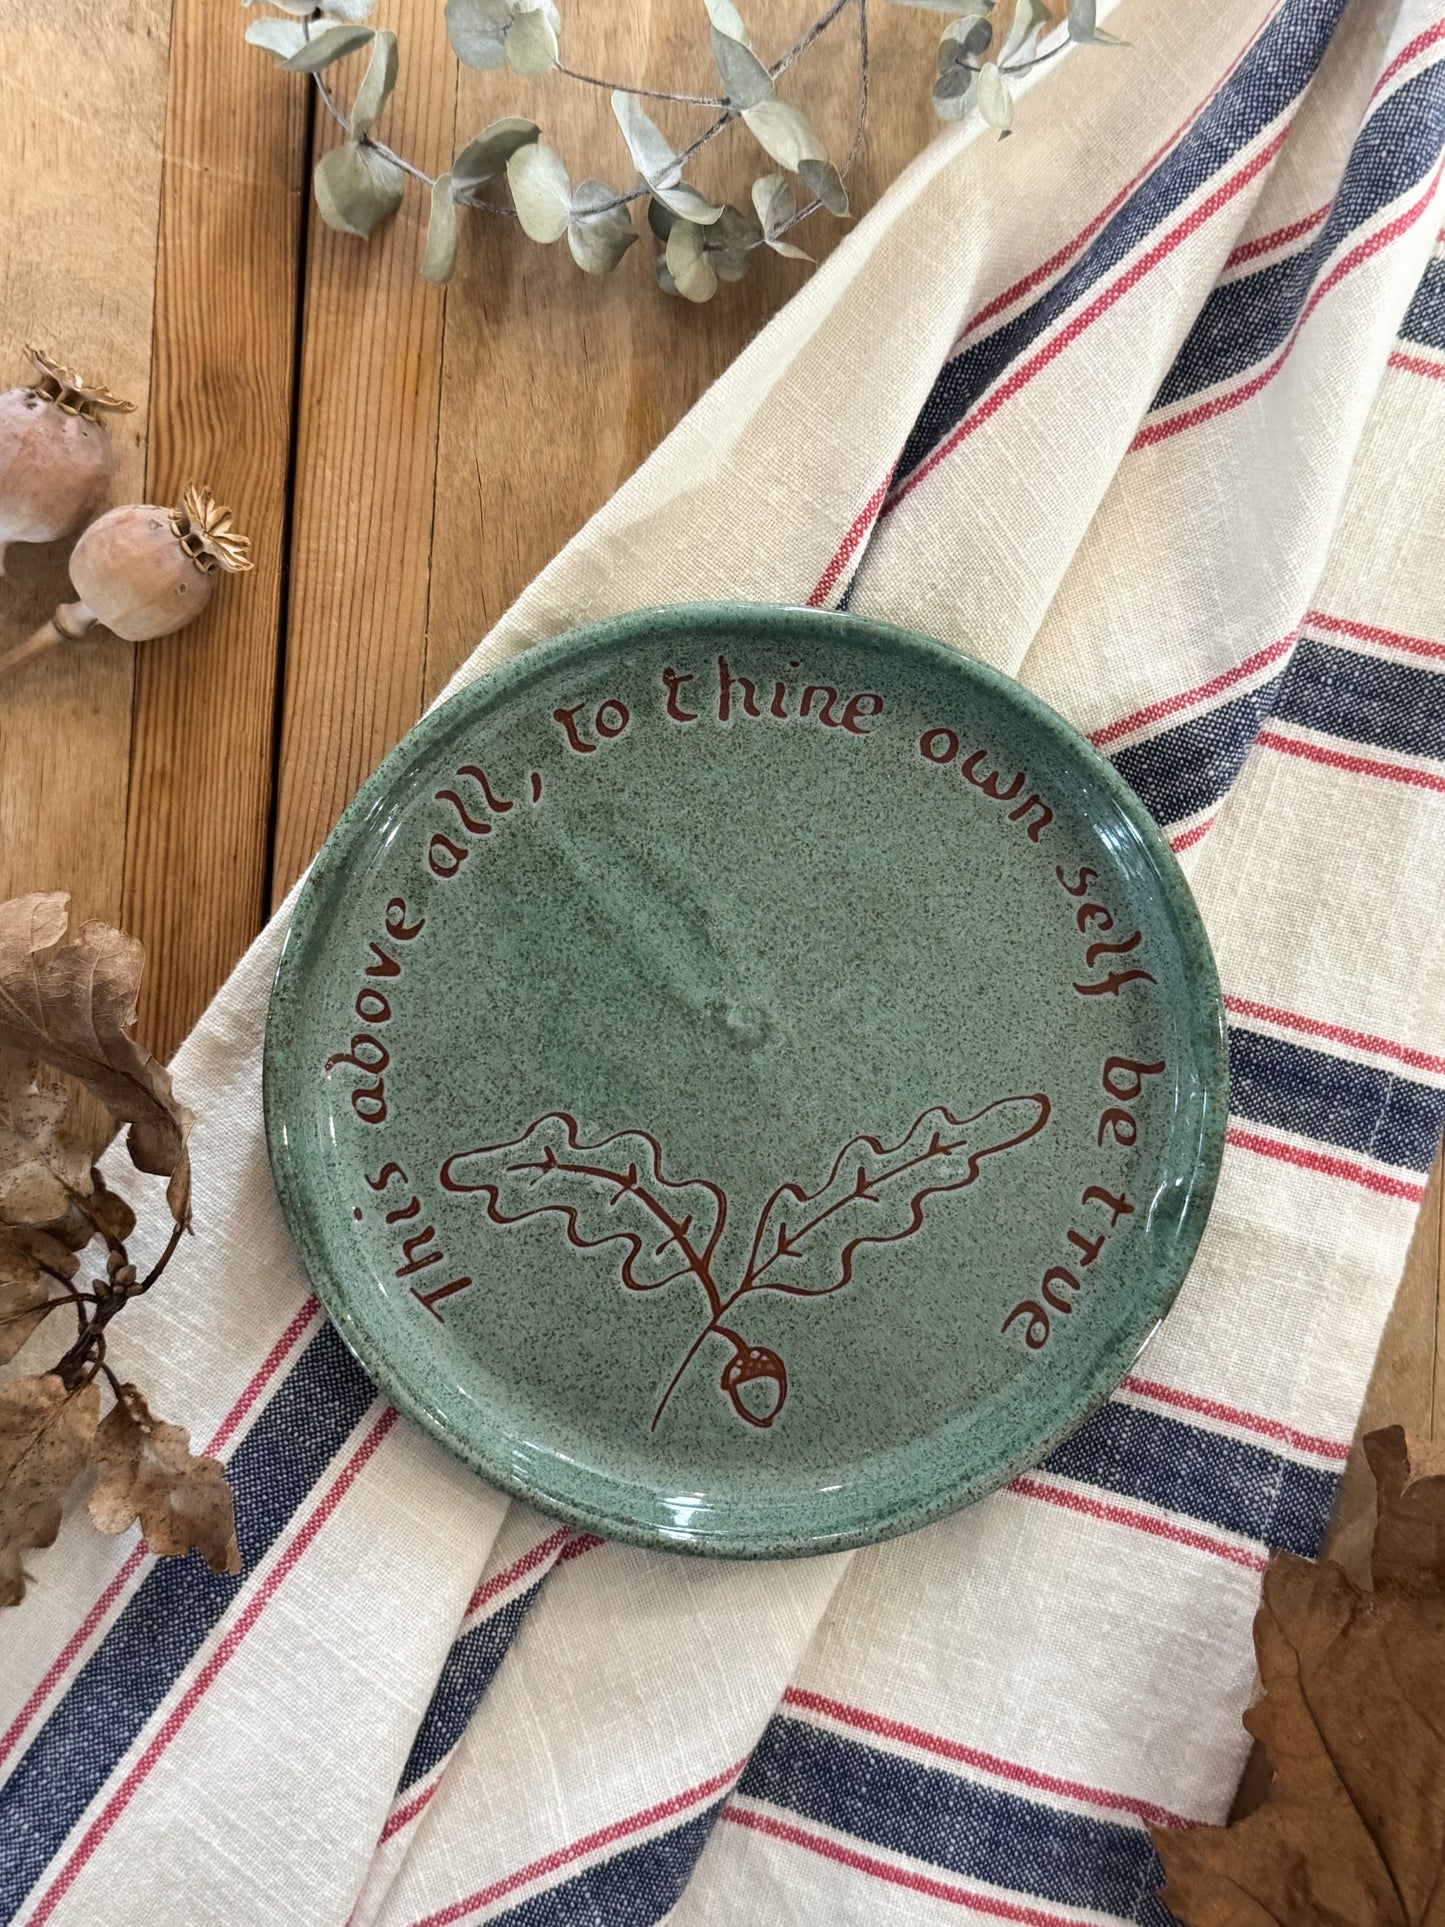 This above all, to thine own self be true